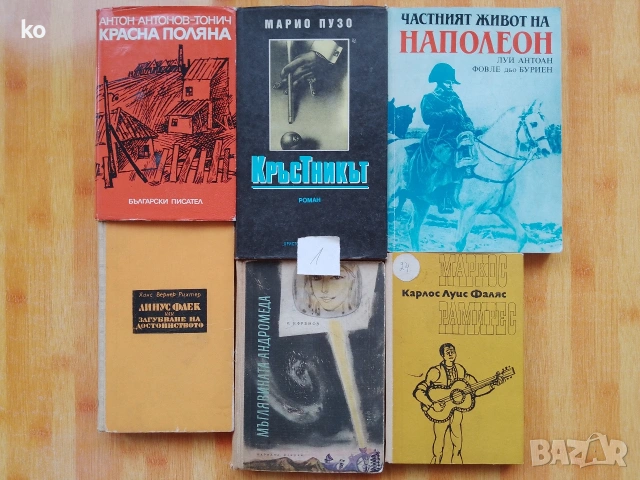 ko
АНТОН АНТОНОВ-ТОНИЧ
КРАСНА ПОЛЯНА
БЪЛГАРСКИ ПИСАТЕЛ
МАРИО ПУЗО
КръсТникът
РОМАН
ЧАСТНИЯТ ЖИВОТ НА
НАПОЛЕОН
ЛУИ АНТОАН
ФОВЛЕ дьо БУРИЕН
1
Ханс Вернер Рихтер
ЛИНУС ФЛЕК
ИЛИ
ЗАГУБВАНЕ НА
ДОСТОЙНСТВОТО
МЪГЛЯВИНАТА АНДРОМЕДА
И. ЕФРЕМОВ
МАРКОС
Карлос Луис Фаляс
РАМИРЕС
BAZAR